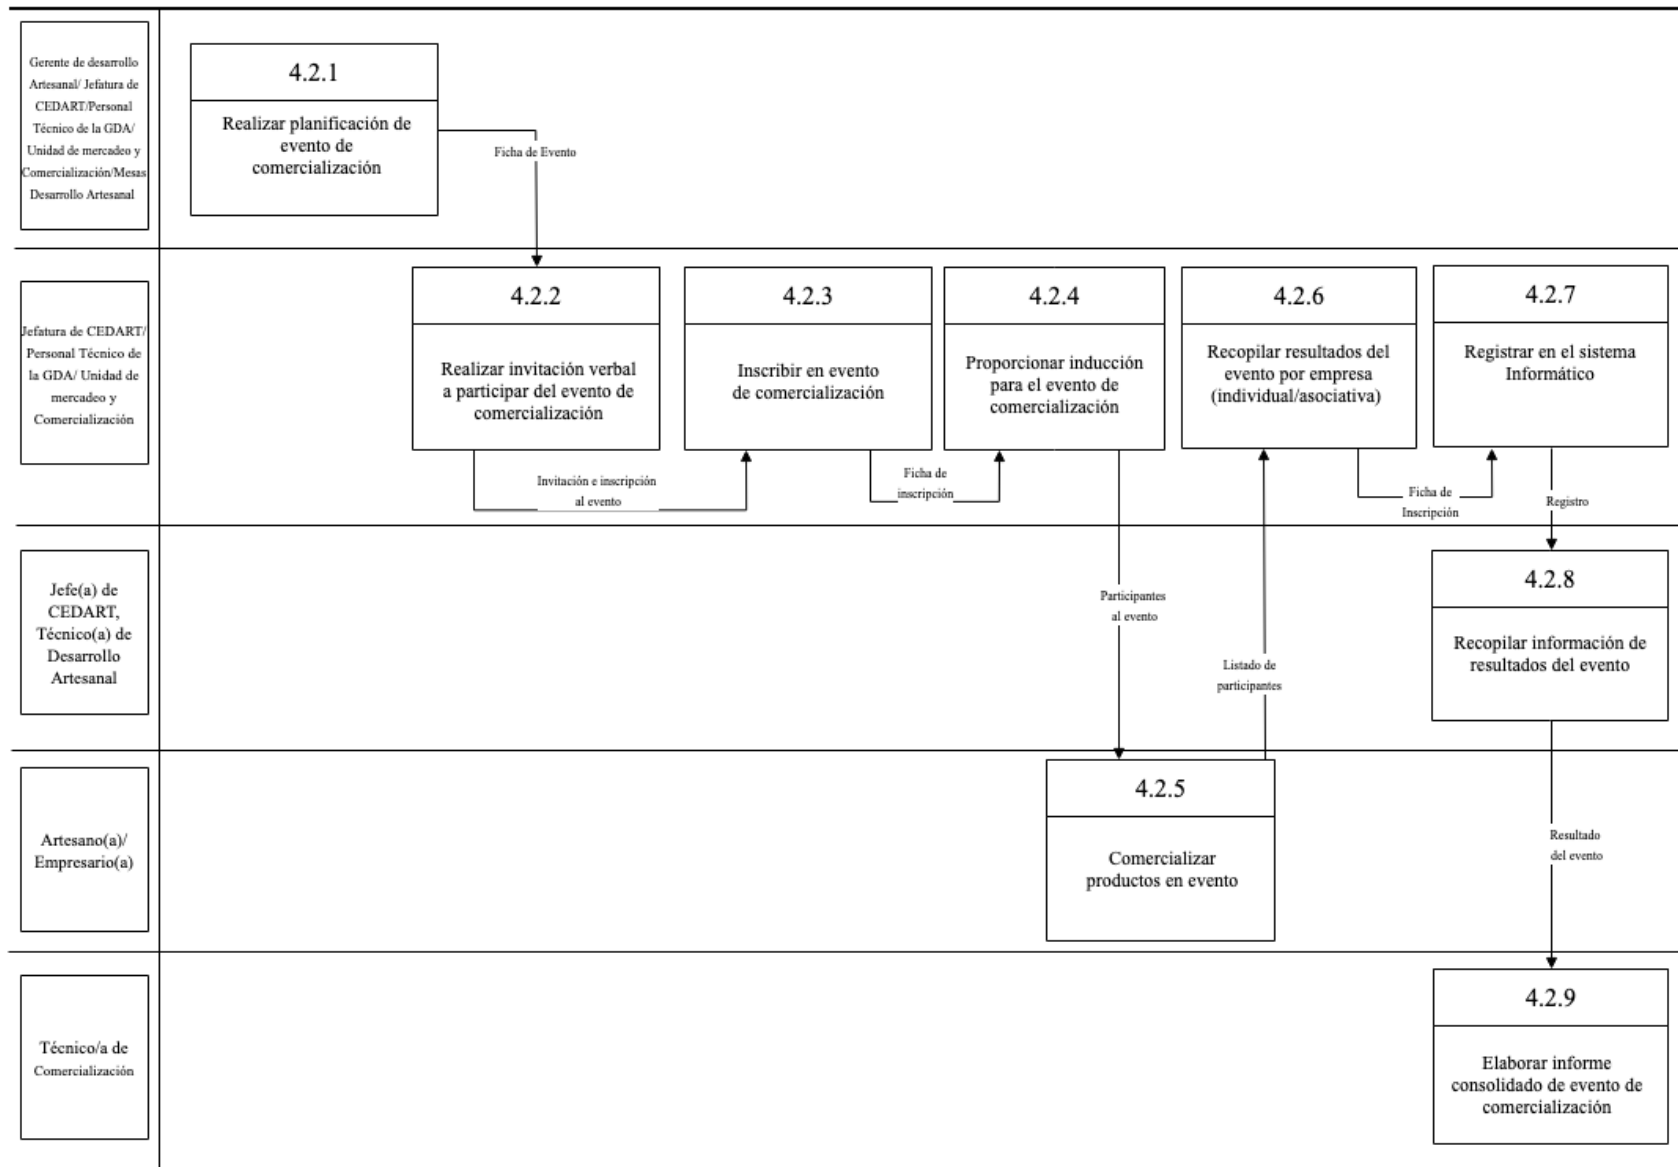 Gerente de desarrollo
Artesanal/ Jefatura de
CEDART/Personal
Técnico de la GDA/
Unidad de mercadeo y
Comercialización/Mesas
Desarrollo Artesanal
4.2.1
Realizar planificación de
evento de
comercialización
Ficha de Evento
Jefatura de CEDART/
Personal Técnico de
la GDA/ Unidad de
mercadeo y
Comercialización
4.2.2
Realizar invitación verbal
a participar del evento de
comercialización
Invitación e inscripción
al evento
4.2.3
Inscribir en evento
de comercialización
Ficha de
inscripción
4.2.4
Proporcionar inducción
para el evento de
comercialización
4.2.6
Recopilar resultados del
evento por empresa
(individual/asociativa)
Ficha de
Inscripción
4.2.7
Registrar en el sistema
Informático
Registro
Jefe(a) de
CEDART,
Técnico(a) de
Desarrollo
Artesanal
Participantes
al evento
Listado de
participantes
4.2.8
Recopilar información de
resultados del evento
Artesano(a)/
Empresario(a)
4.2.5
Comercializar
productos en evento
Resultado
del evento
Técnico/a de
Comercialización
4.2.9
Elaborar informe
consolidado de evento de
comercialización